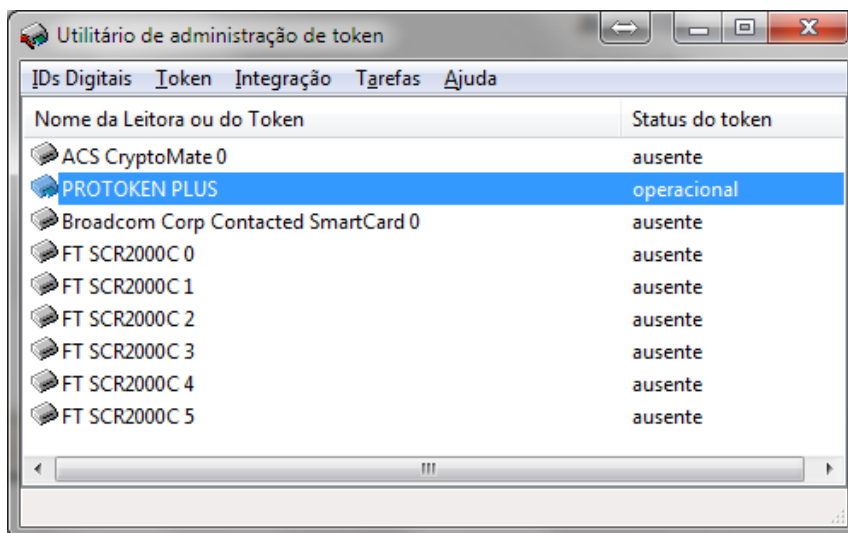 Utilitário de administração de token
IDs Digitais Token Integração Tarefas Ajuda
Nome da Leitora ou do Token Status do token
ACS CryptoMate 0 ausente
PROTOKEN PLUS operacional
Broadcom Corp Contacted SmartCard 0 ausente
FT SCR2000C 0 ausente
FT SCR2000C 1 ausente
FT SCR2000C 2 ausente
FT SCR2000C 3 ausente
FT SCR2000C 4 ausente
FT SCR2000C 5 ausente